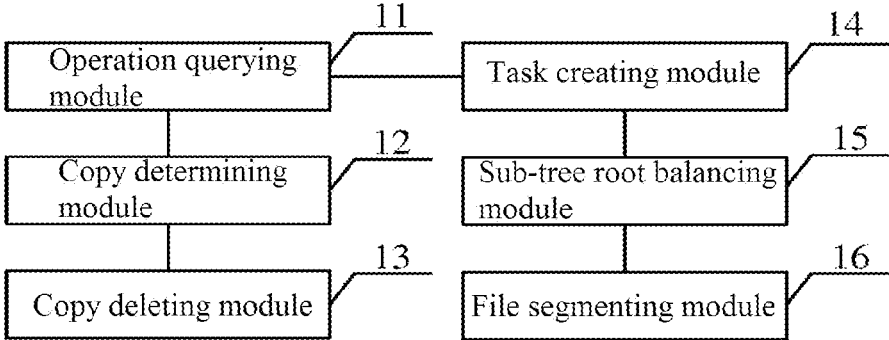 11
Operation querying
module
14
Task creating module
12
Copy determining
module
15
Sub-tree root balancing
module
13
Copy deleting module
16
File segmenting module